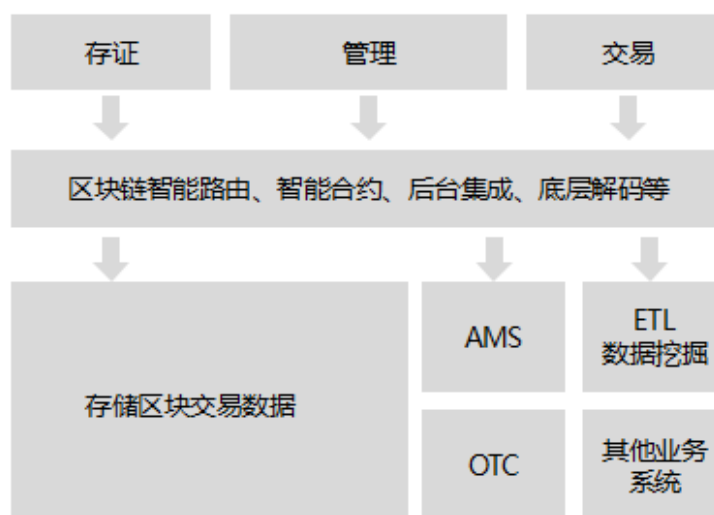 存证
管理
交易
区块链智能路由、智能合约、后台集成、底层解码等
存储区块交易数据
AMS
ETL
数据挖掘
OTC
其他业务
系统